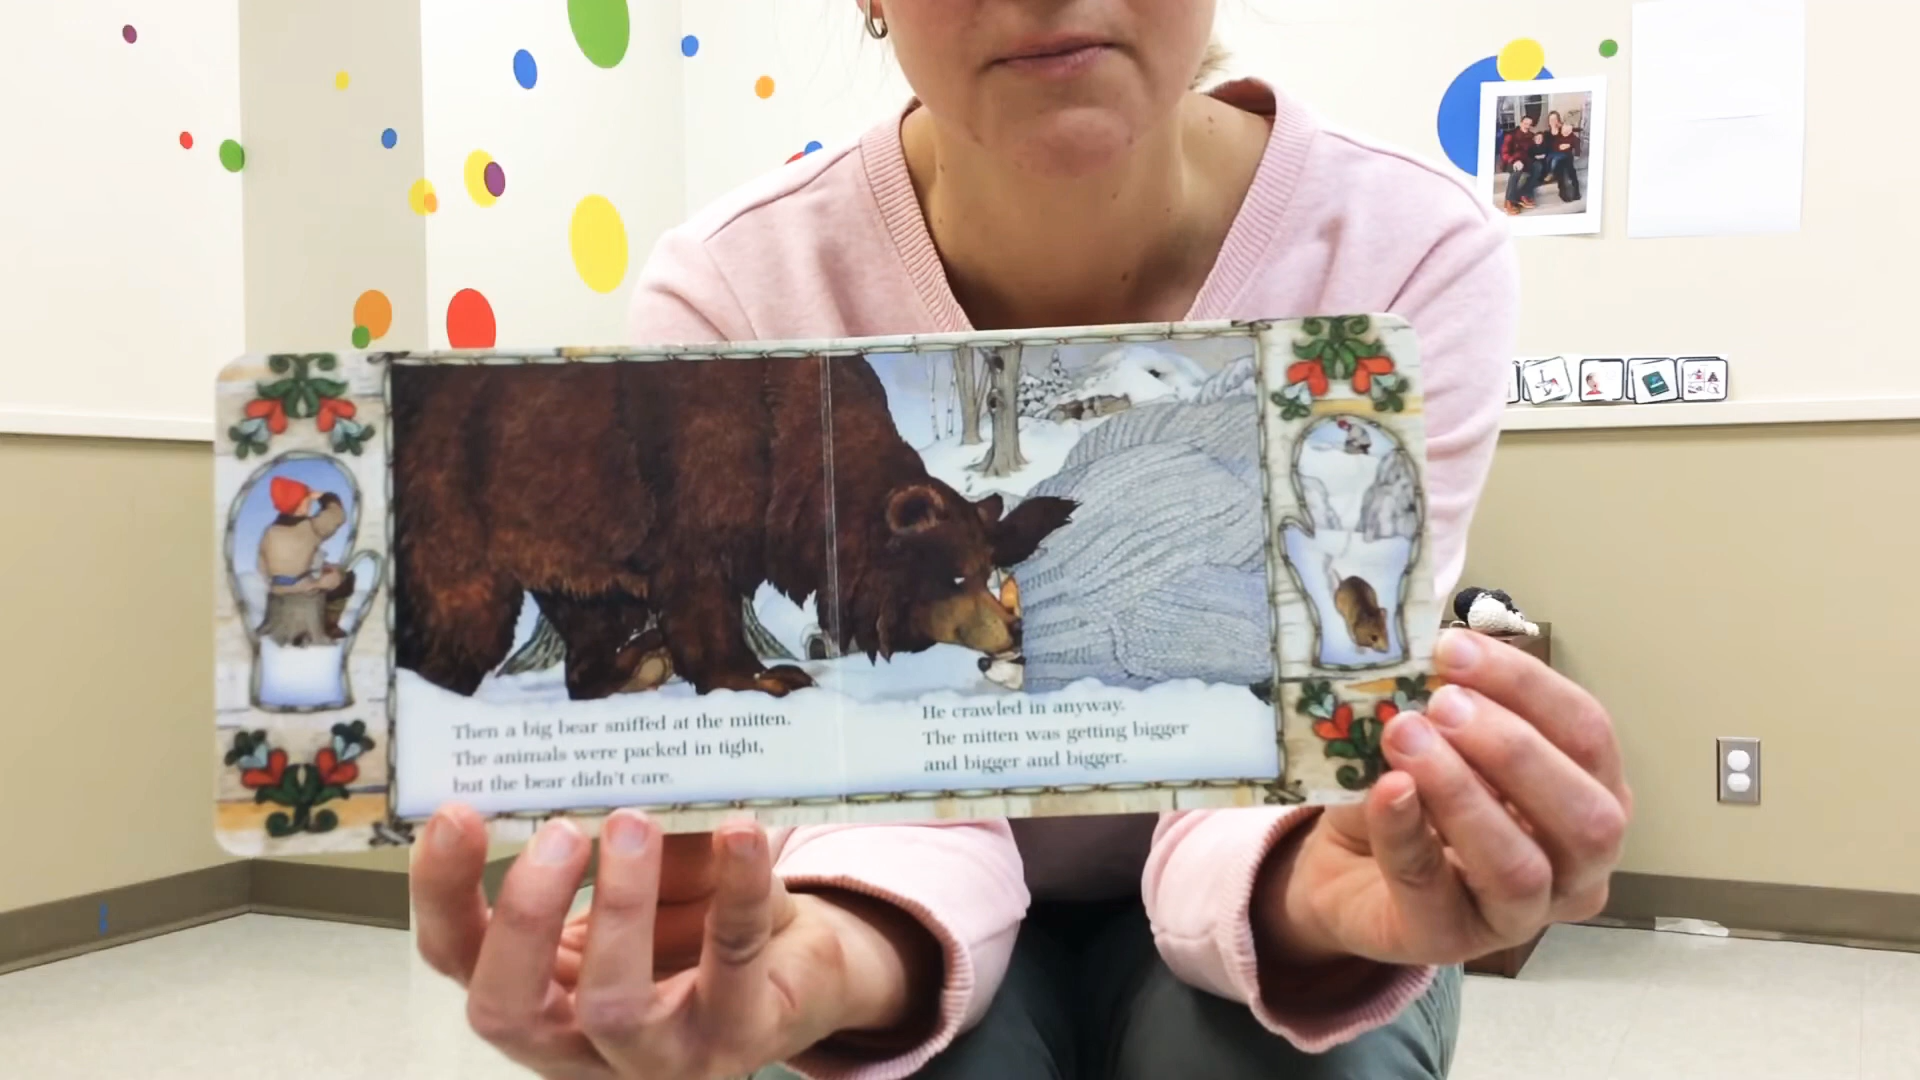 Then a big bear sniffed at the mitten.
The animals were packed in tight,
but the bear didn't care.
He crawled in anyway.
The mitten was getting bigger
and bigger and bigger.